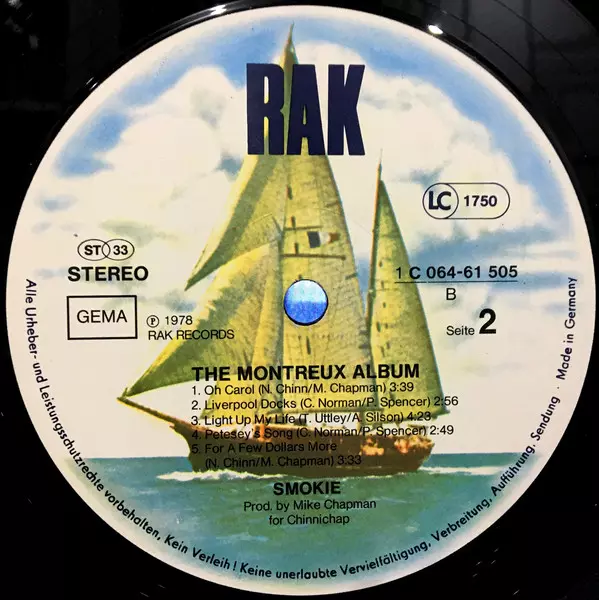 RAK
LC 1750
ST 33
STEREO
1 C 064-61 505
B
GEMA
℗ 1978
RAK RECORDS
Seite 2
THE MONTREUX ALBUM
1. Oh Carol (N. Chinn/M. Chapman) 3:39
2. Liverpool Docks (C. Norman/P. Spencer) 2:56
3. Light Up My Life (T. Uttley/A. Silson) 4:23
4. Petesey's Song (C. Norman/P. Spencer) 2:49
5. For A Few Dollars More
(N. Chinn/M. Chapman) 3:33
SMOKIE
Prod. by Mike Chapman
for Chinnichap
Alle Urheber- und Leistungsschutzrechte vorbehalten, Kein Verleih! Keine unerlaubte Vervielfältigung, Verbreitung, Aufführung, Sendung · Made in Germany